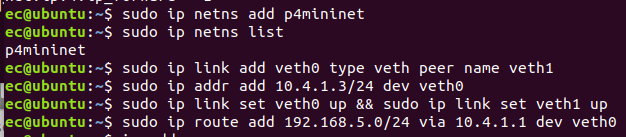 ec@ubuntu:~$ sudo ip netns add p4mininet
ec@ubuntu:~$ sudo ip netns list
p4mininet
ec@ubuntu:~$ sudo ip link add veth0 type veth peer name veth1
ec@ubuntu:~$ sudo ip addr add 10.4.1.3/24 dev veth0
ec@ubuntu:~$ sudo ip link set veth0 up && sudo ip link set veth1 up
ec@ubuntu:~$ sudo ip route add 192.168.5.0/24 via 10.4.1.1 dev veth0